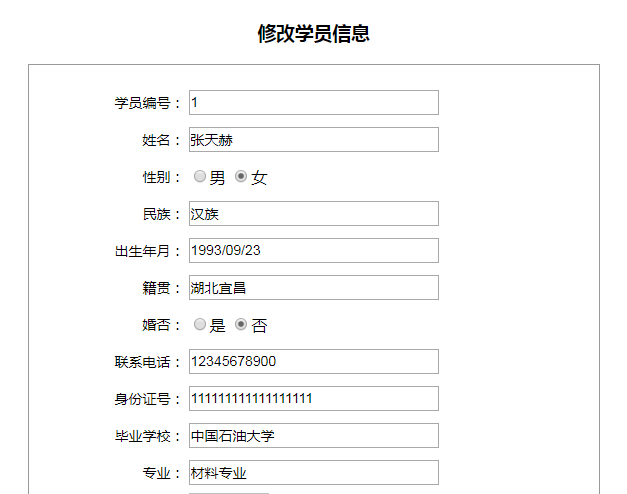 修改学员信息
学员编号： 1
姓名： 张天赫
性别： 男 女
民族： 汉族
出生年月： 1993/09/23
籍贯： 湖北宜昌
婚否： 是 否
联系电话： 12345678900
身份证号： 111111111111111111
毕业学校： 中国石油大学
专业： 材料专业